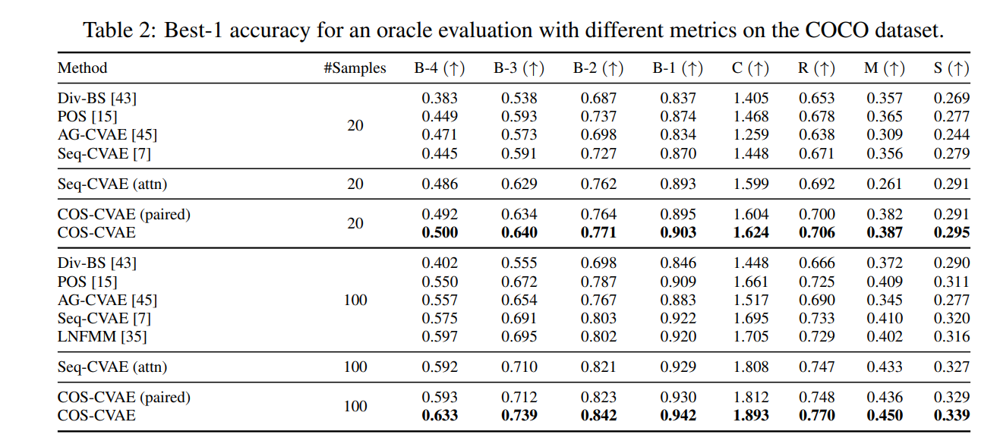 Table 2: Best-1 accuracy for an oracle evaluation with different metrics on the COCO dataset.
Method #Samples B-4 (↑) B-3 (↑) B-2 (↑) B-1 (↑) C (↑) R (↑) M (↑) S (↑)
Div-BS [43] 0.383 0.538 0.687 0.837 1.405 0.653 0.357 0.269
POS [15] 0.449 0.593 0.737 0.874 1.468 0.678 0.365 0.277
20
AG-CVAE [45] 0.471 0.573 0.698 0.834 1.259 0.638 0.309 0.244
Seq-CVAE [7] 0.445 0.591 0.727 0.870 1.448 0.671 0.356 0.279
Seq-CVAE (attn) 20 0.486 0.629 0.762 0.893 1.599 0.692 0.261 0.291
COS-CVAE (paired) 0.492 0.634 0.764 0.895 1.604 0.700 0.382 0.291
20
COS-CVAE 0.500 0.640 0.771 0.903 1.624 0.706 0.387 0.295
Div-BS [43] 0.402 0.555 0.698 0.846 1.448 0.666 0.372 0.290
POS [15] 0.550 0.672 0.787 0.909 1.661 0.725 0.409 0.311
AG-CVAE [45] 100 0.557 0.654 0.767 0.883 1.517 0.690 0.345 0.277
Seq-CVAE [7] 0.575 0.691 0.803 0.922 1.695 0.733 0.410 0.320
LNFMM [35] 0.597 0.695 0.802 0.920 1.705 0.729 0.402 0.316
Seq-CVAE (attn) 100 0.592 0.710 0.821 0.929 1.808 0.747 0.433 0.327
COS-CVAE (paired) 0.593 0.712 0.823 0.930 1.812 0.748 0.436 0.329
100
COS-CVAE 0.633 0.739 0.842 0.942 1.893 0.770 0.450 0.339